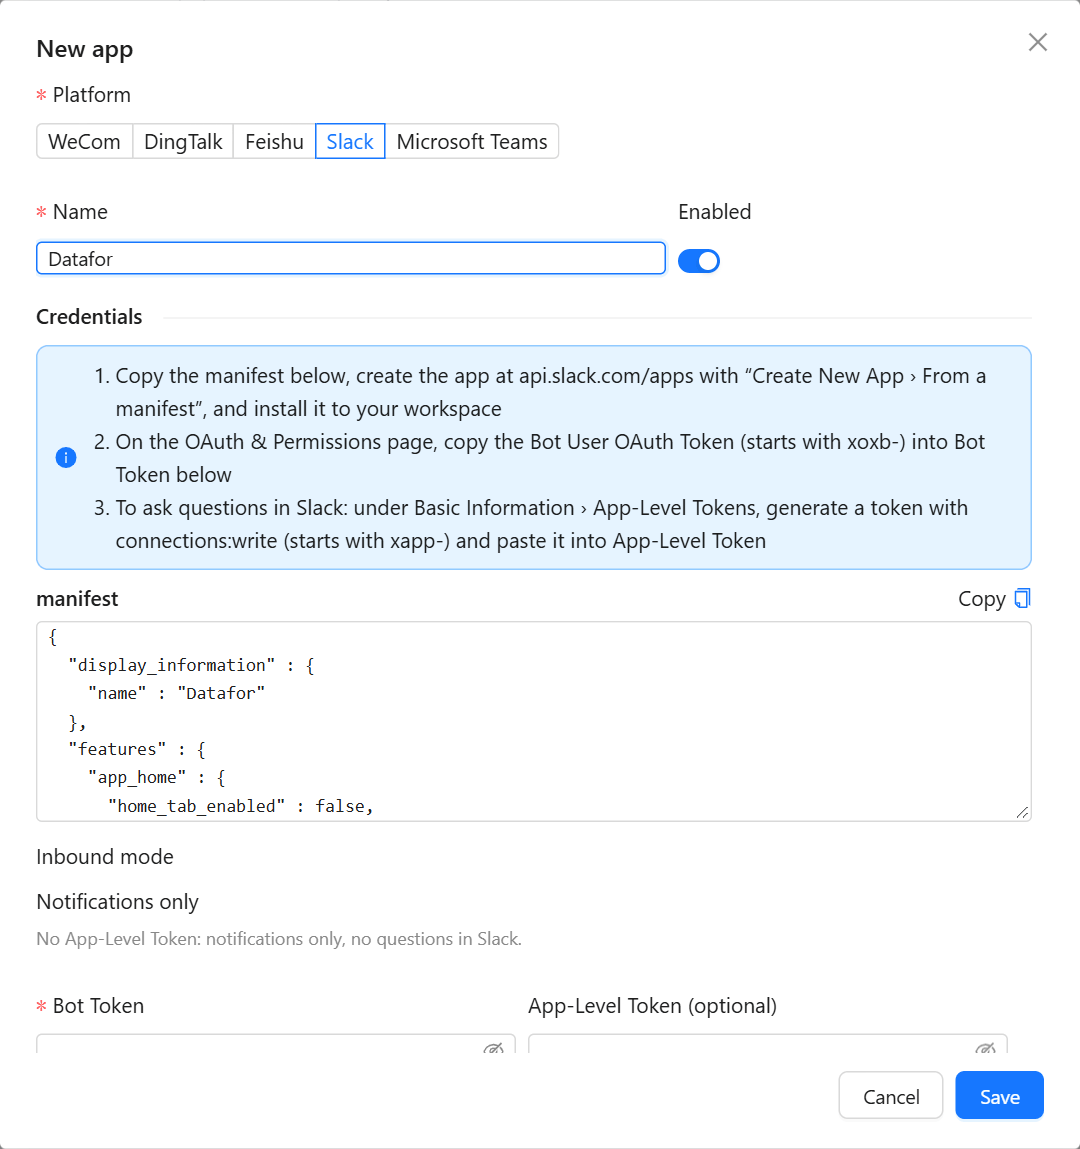 New app
* Platform
WeCom DingTalk Feishu Slack Microsoft Teams
* Name Enabled
Datafor
Credentials
1. Copy the manifest below, create the app at api.slack.com/apps with “Create New App › From a
manifest”, and install it to your workspace
2. On the OAuth & Permissions page, copy the Bot User OAuth Token (starts with xoxb-) into Bot
Token below
3. To ask questions in Slack: under Basic Information › App-Level Tokens, generate a token with
connections:write (starts with xapp-) and paste it into App-Level Token
manifest Copy
{
  "display_information" : {
    "name" : "Datafor"
  },
  "features" : {
    "app_home" : {
      "home_tab_enabled" : false,
Inbound mode
Notifications only
No App-Level Token: notifications only, no questions in Slack.
* Bot Token App-Level Token (optional)
Cancel Save